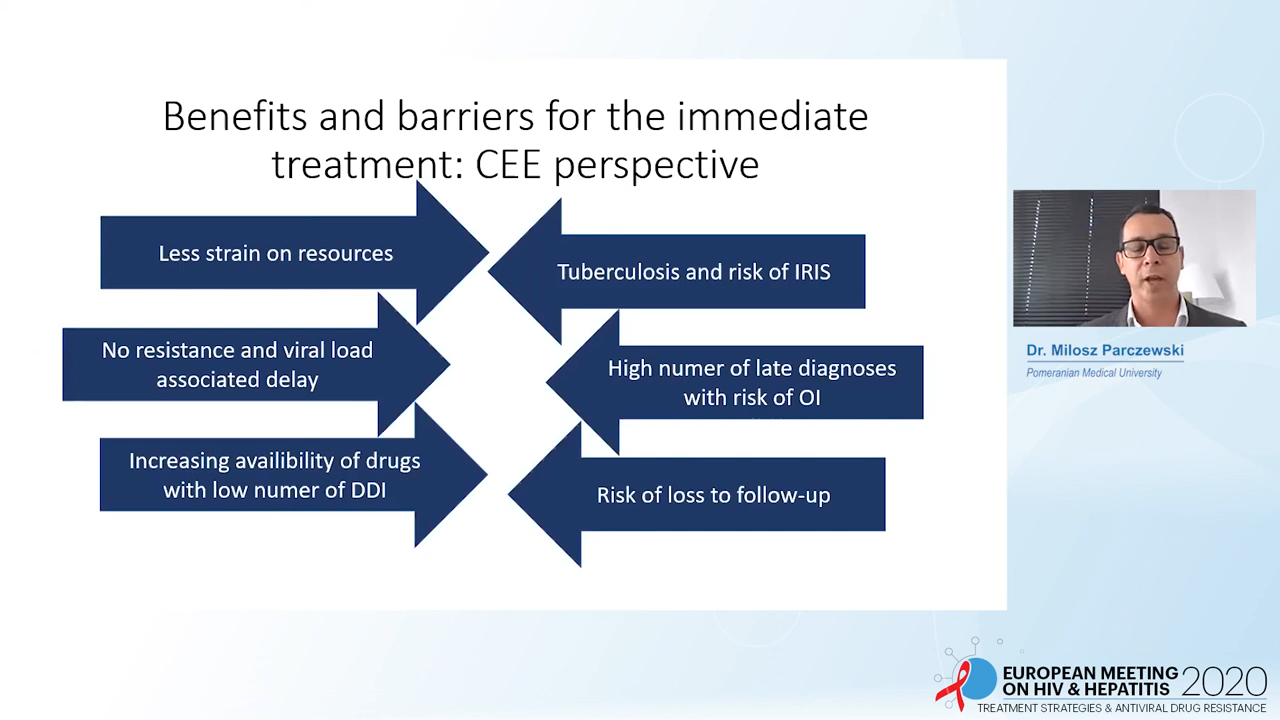 Benefits and barriers for the immediate
treatment: CEE perspective
Less strain on resources
Tuberculosis and risk of IRIS
No resistance and viral load
associated delay
High numer of late diagnoses
with risk of OI
Increasing availibility of drugs
with low numer of DDI
Risk of loss to follow-up
Dr. Milosz Parczewski
Pomeranian Medical University
EUROPEAN MEETING
ON HIV & HEPATITIS 2020
TREATMENT STRATEGIES & ANTIVIRAL DRUG RESISTANCE